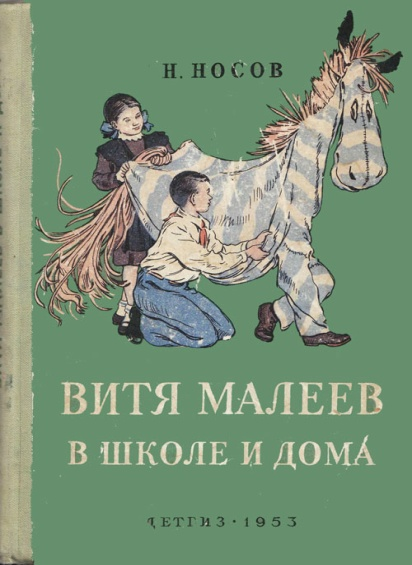 Н. НОСОВ
ВИТЯ МАЛЕЕВ
В ШКОЛЕ И ДОМА
ДЕТГИЗ • 1953